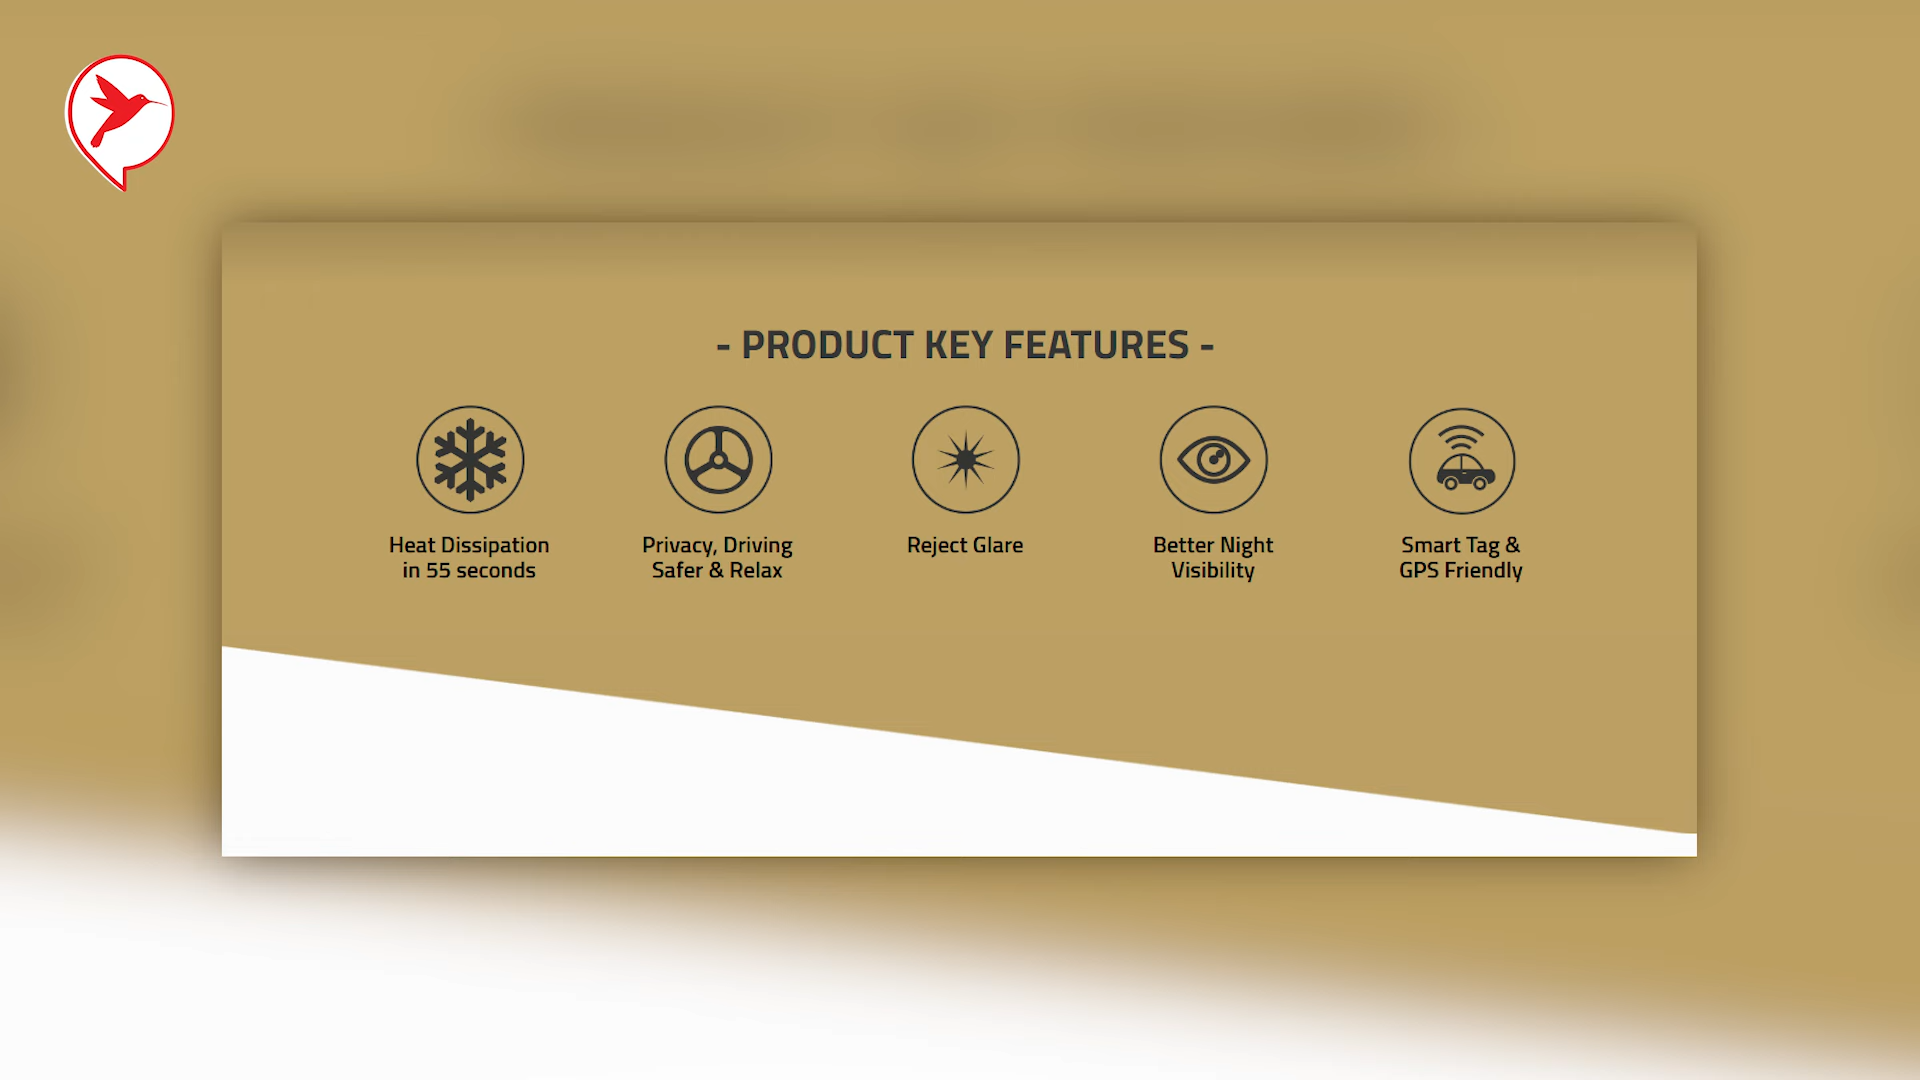 - PRODUCT KEY FEATURES -
Heat Dissipation
in 55 seconds
Privacy, Driving
Safer & Relax
Reject Glare
Better Night
Visibility
Smart Tag &
GPS Friendly